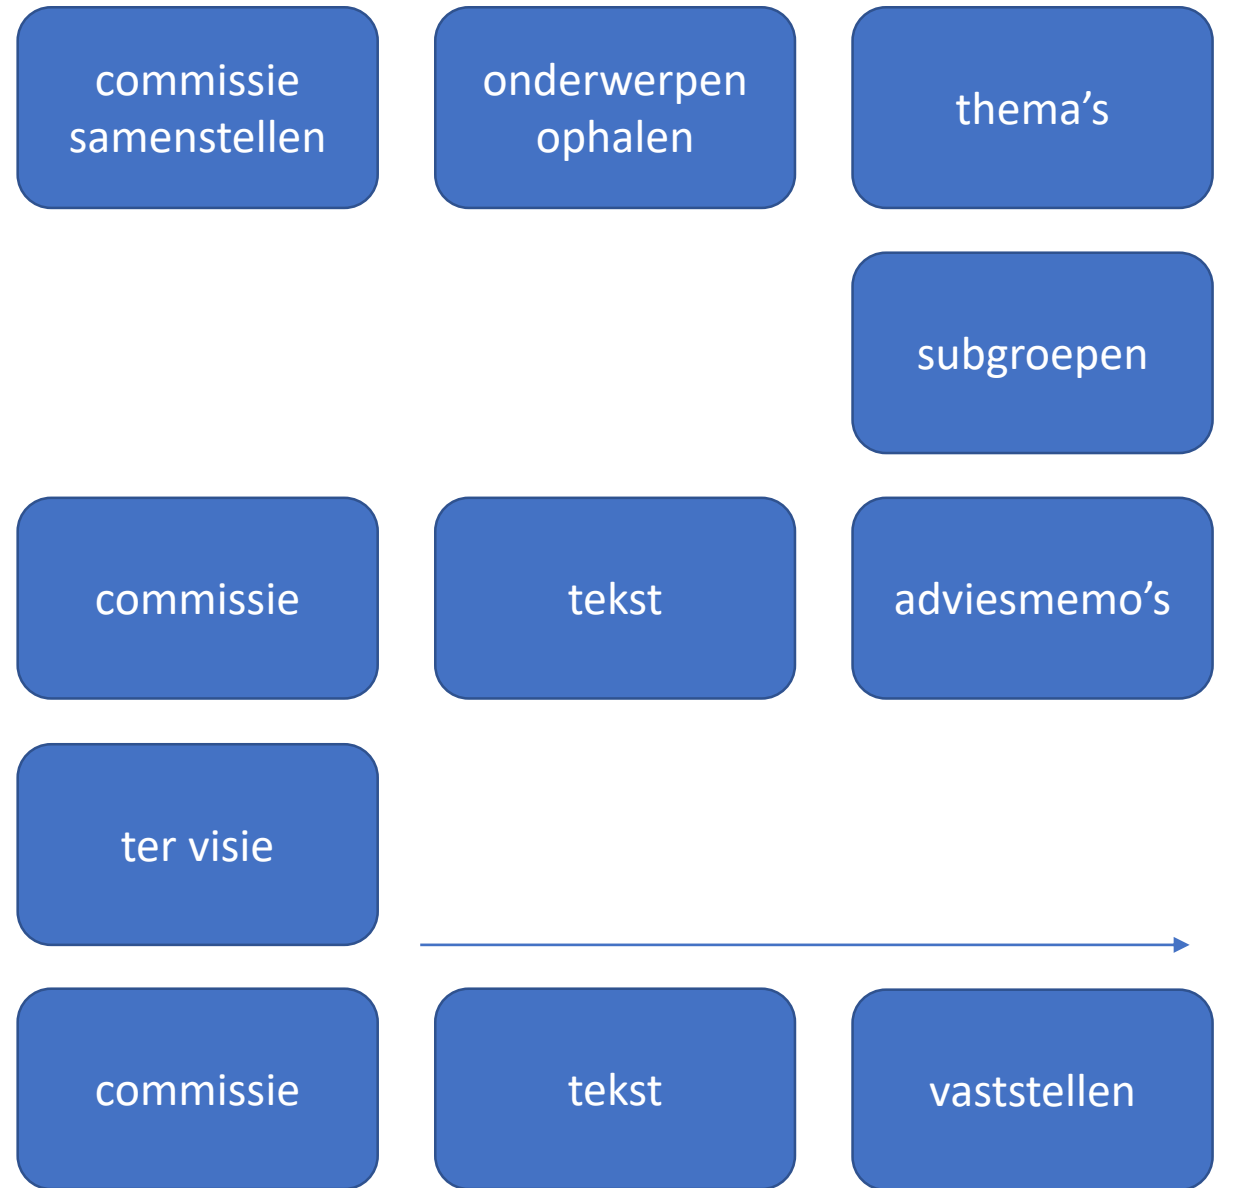 commissie
samenstellen
onderwerpen
ophalen
thema’s
subgroepen
commissie
tekst
adviesmemo’s
ter visie
commissie
tekst
vaststellen